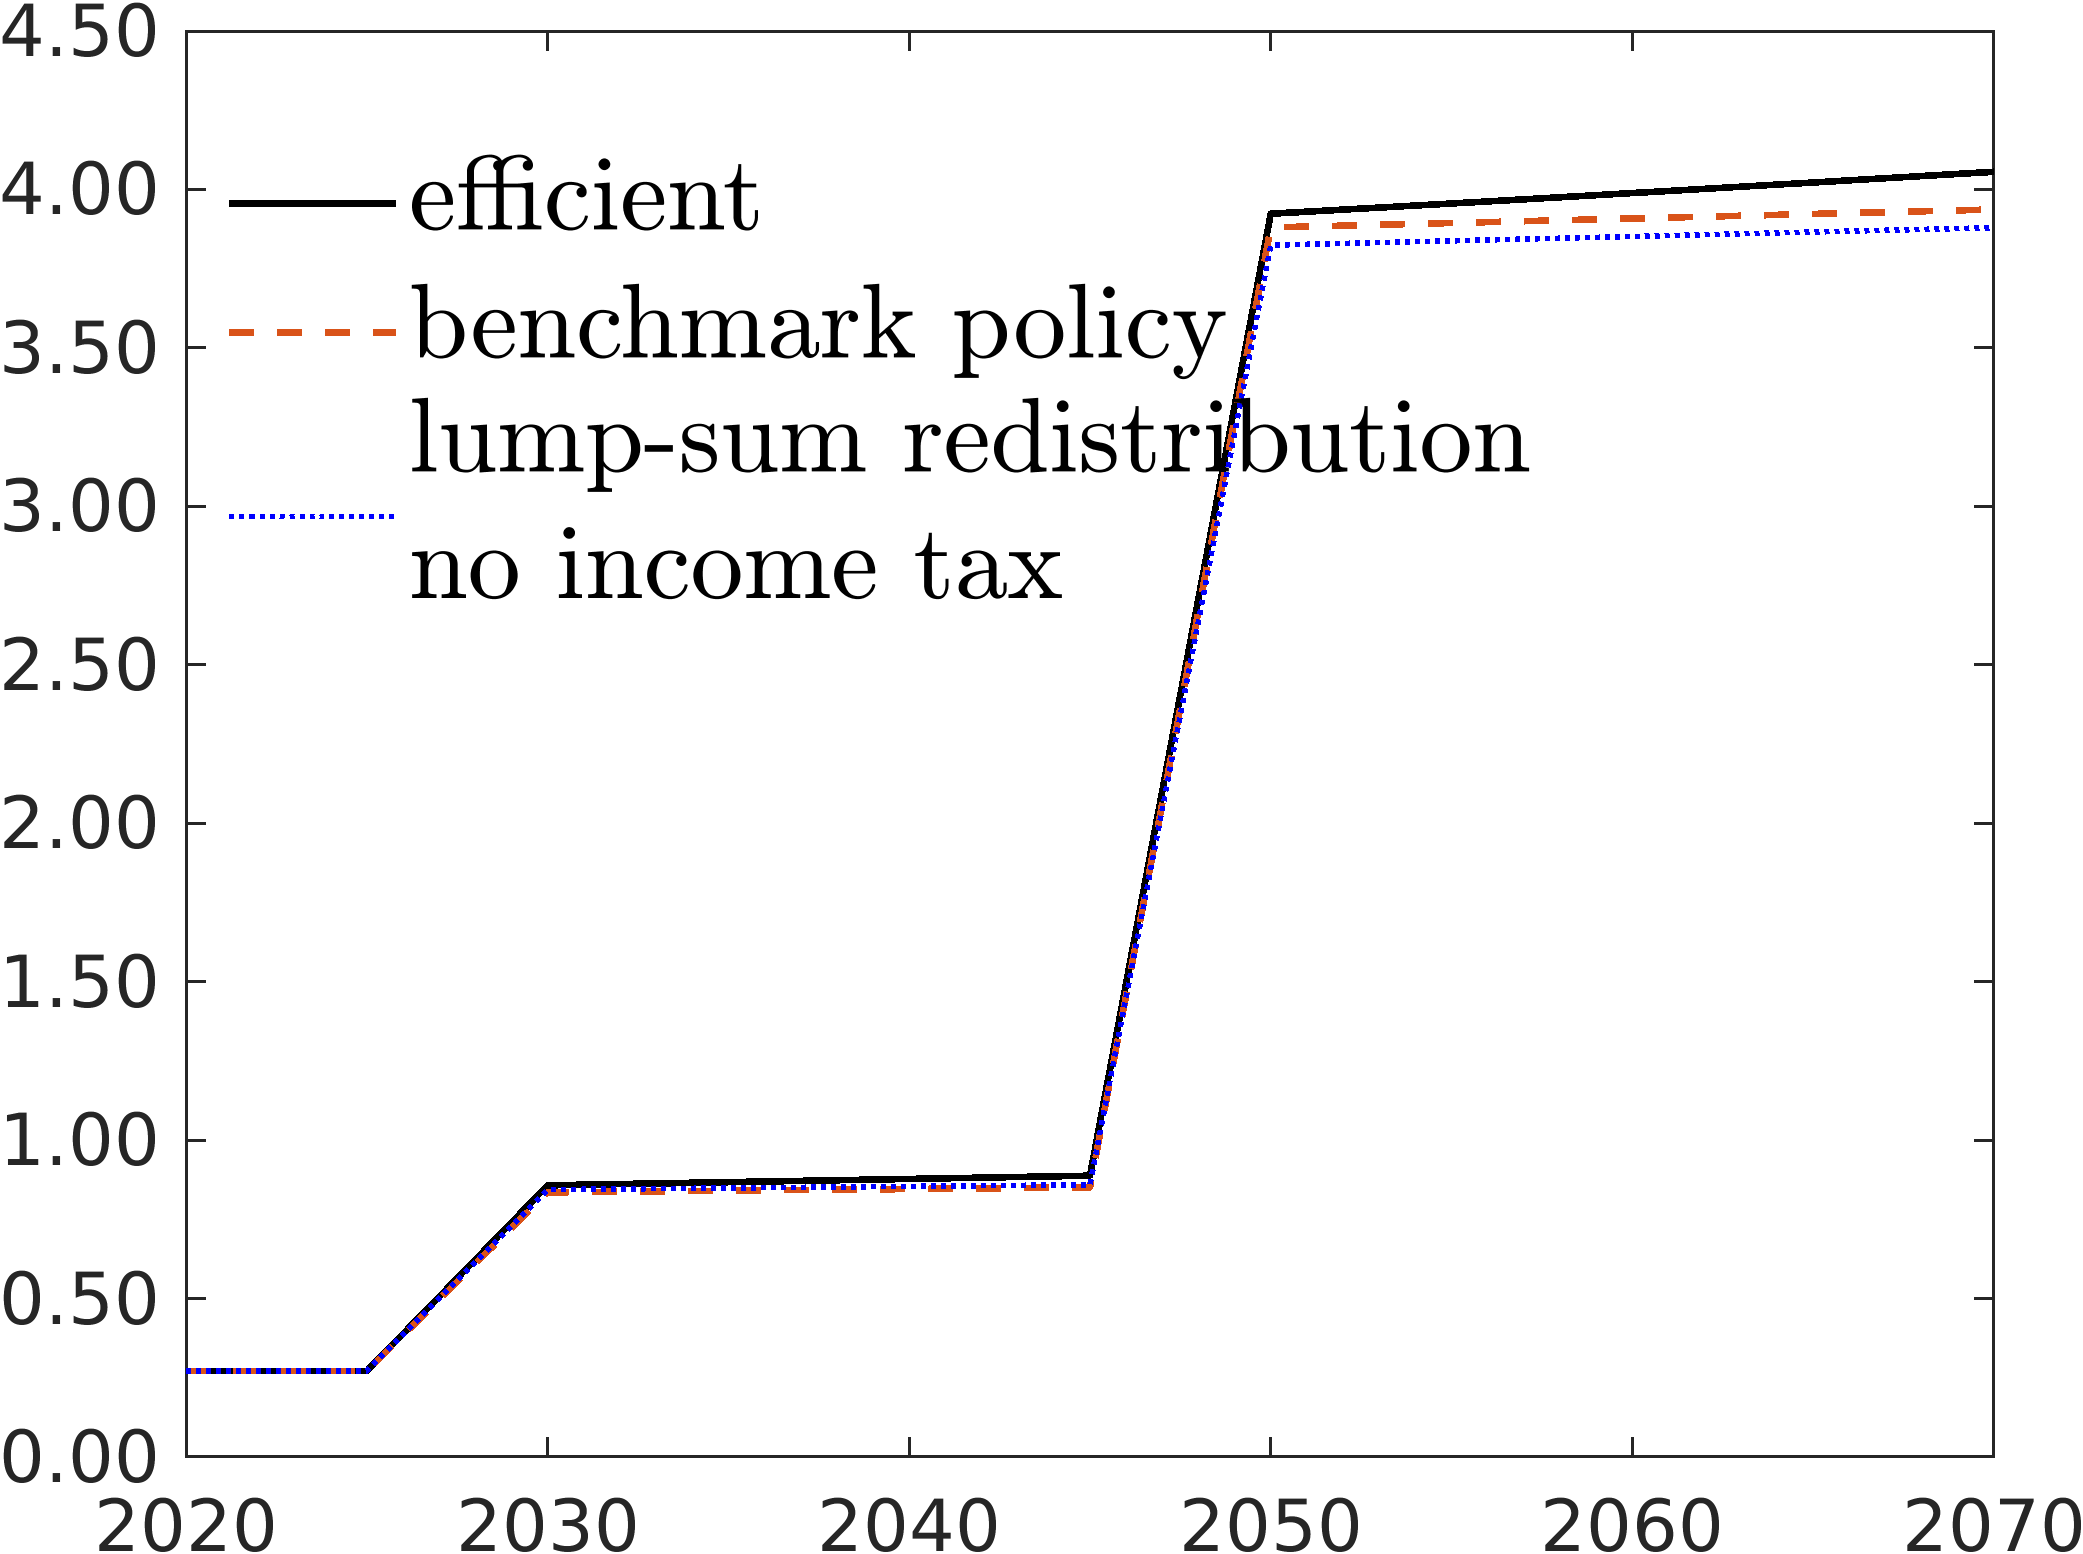 4.50
4.00
3.50
3.00
2.50
2.00
1.50
1.00
0.50
0.00
efficient
benchmark policy
lump-sum redistribution
no income tax
2020 2030 2040 2050 2060 2070